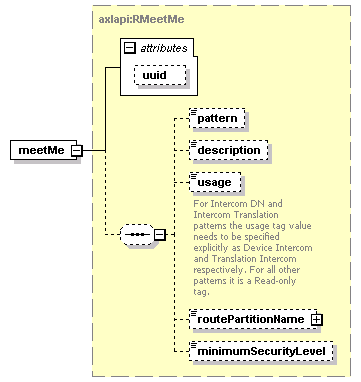 axlapi:RMeetMe
attributes
uuid
meetMe
pattern
description
usage
For Intercom DN and
Intercom Translation
patterns the usage tag value
needs to be specified
explicitly as Device Intercom
and Translation Intercom
respectively. For all other
patterns it is a Read-only
tag.
routePartitionName
minimumSecurityLevel